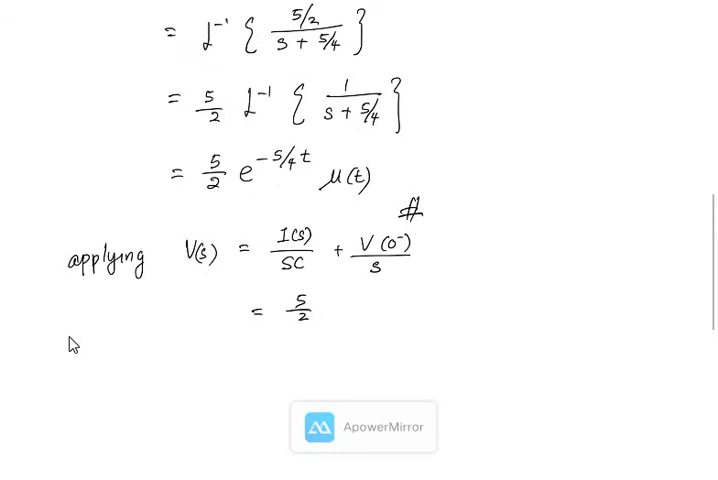 = L⁻¹ { 5/2 / s + 5/4 }
= 5/2 L⁻¹ { 1 / s + 5/4 }
= 5/2 e^-5/4 t μ(t)
#
applying V(s) = I(s)/SC + V(0⁻)/s
= 5/2
ApowerMirror